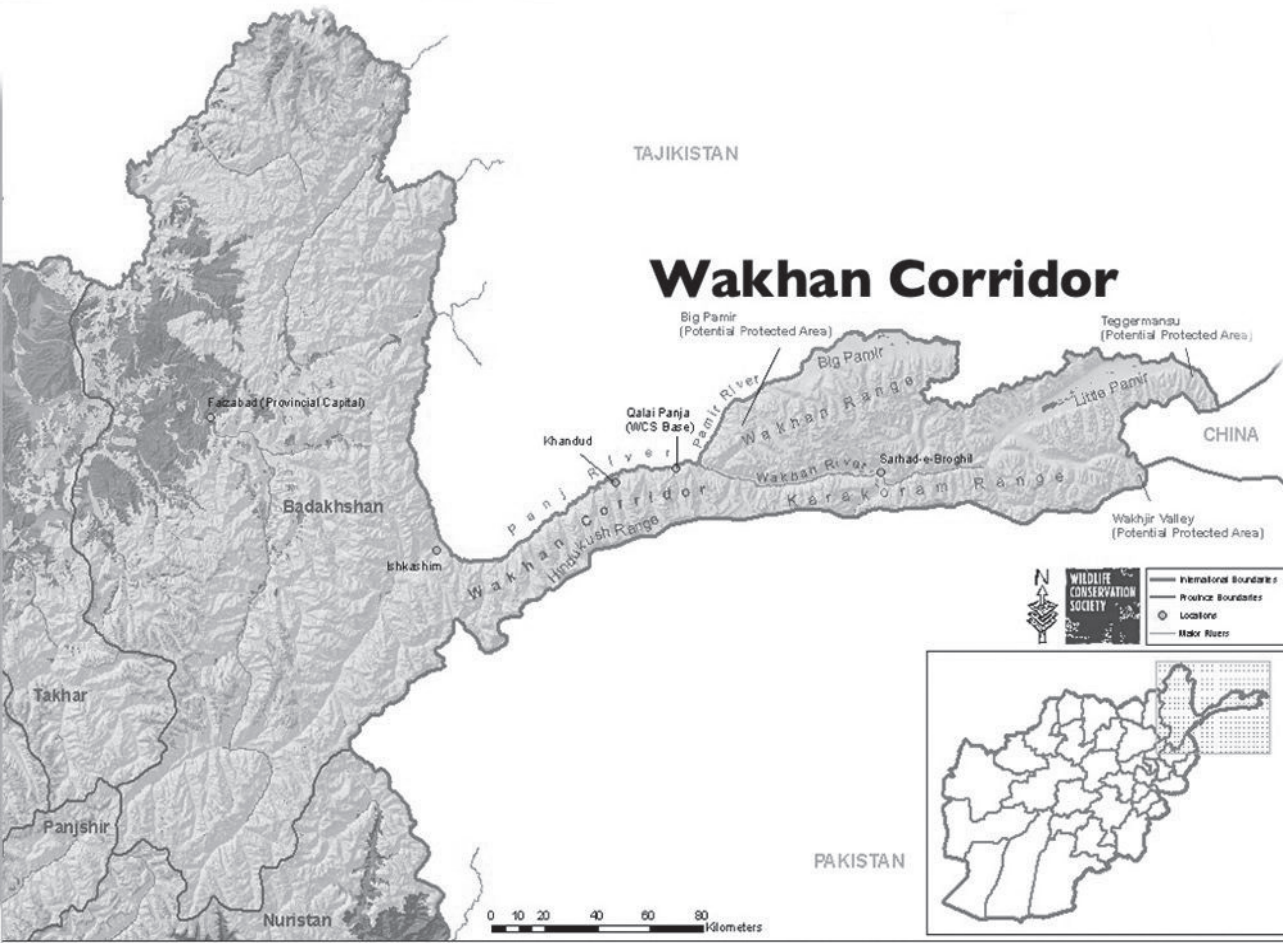 TAJIKISTAN
Wakhan Corridor
Big Pamir
(Potential Protected Area)
Teggermansu
(Potential Protected Area)
Big Pamir
Pamir River
Wakhan Range
Little Pamir
Faizabad (Provincial Capital)
Qalai Panja
(WCS Base)
Khandud
CHINA
Panj River
Wakhan River
Sarhad-e-Broghil
Badakhshan
Wakhan Corridor
Karakoram Range
Hindukush Range
Wakhjir Valley
(Potential Protected Area)
Ishkashim
N
WILDLIFE
CONSERVATION
SOCIETY
International Boundaries
Province Boundaries
Locations
Major Rivers
Takhar
Panjshir
PAKISTAN
Nuristan
0 10 20 40 60 80
Kilometers